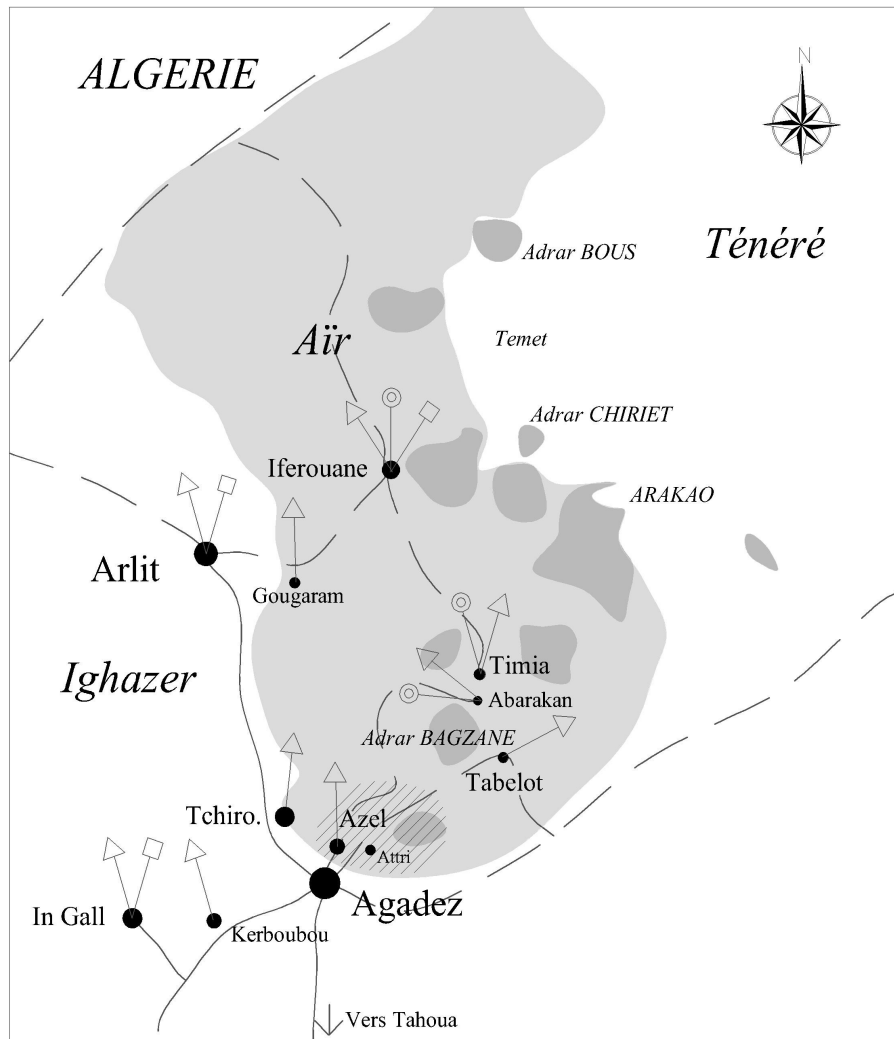 ALGERIE
N
Ténéré
Adrar BOUS
Aïr
Temet
Adrar CHIRIET
Iferouane
ARAKAO
Arlit
Gougaram
Ighazer
Timia
Abarakan
Adrar BAGZANE
Tabelot
Tchiro.
Azel
Attri
Agadez
In Gall
Kerboubou
Vers Tahoua